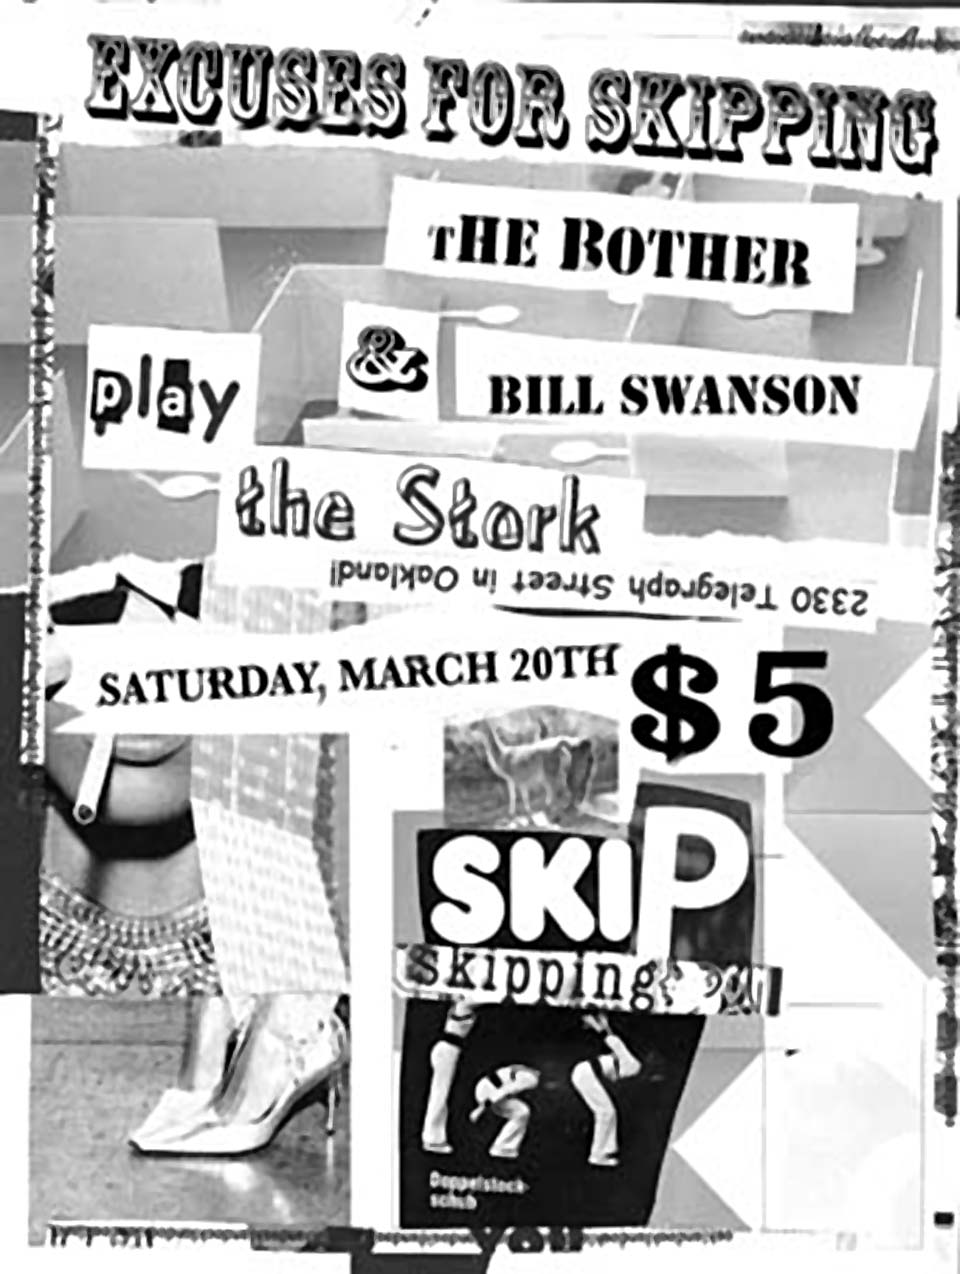 EXCUSES FOR SKIPPING
THE BOTHER
play & BILL SWANSON
the Stork
2330 Telegraph Street in Oakland!
SATURDAY, MARCH 20TH $5
SKIP
skipping
Doppelstock-
schub